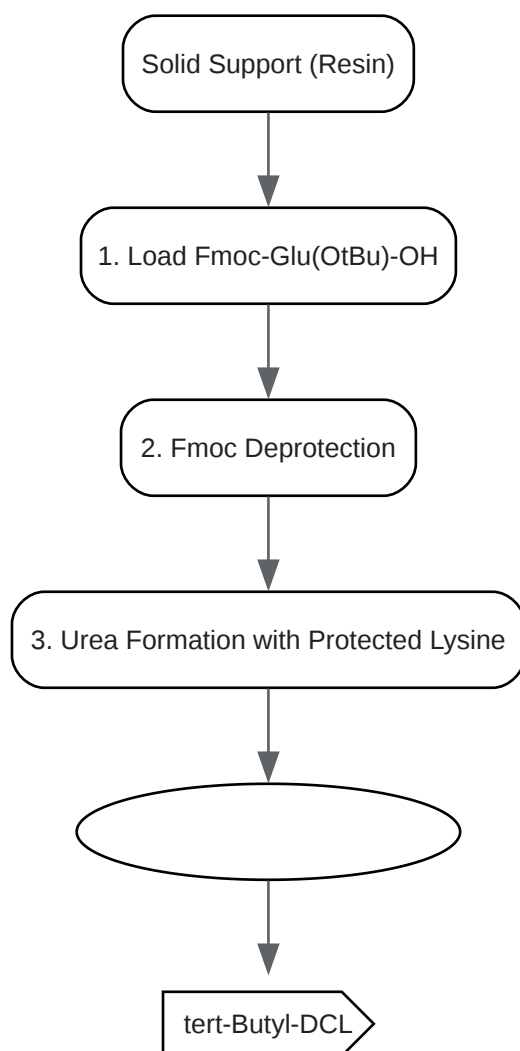 Solid Support (Resin)
1. Load Fmoc-Glu(OtBu)-OH
2. Fmoc Deprotection
3. Urea Formation with Protected Lysine
tert-Butyl-DCL